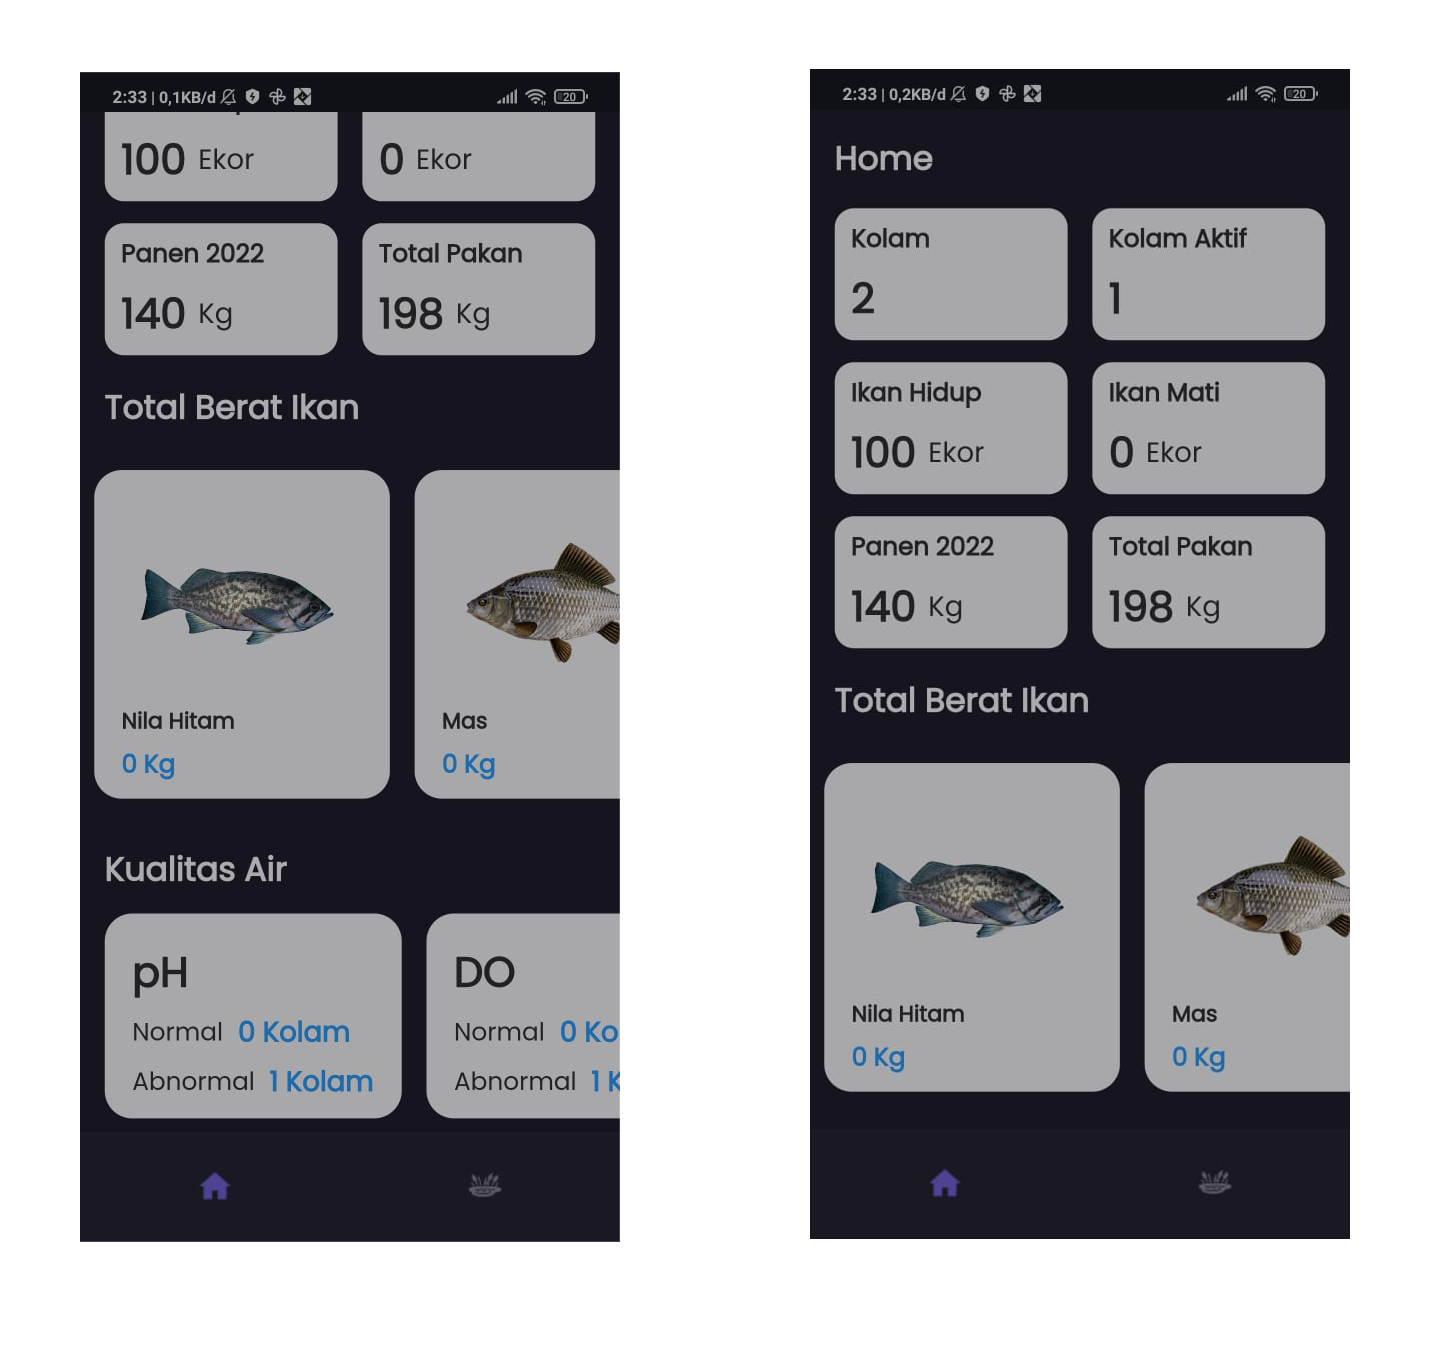 2:33 | 0,1KB/d
20
100 Ekor
0 Ekor
Panen 2022
140 Kg
Total Pakan
198 Kg
Total Berat Ikan
Nila Hitam
0 Kg
Mas
0 Kg
Kualitas Air
pH
Normal 0 Kolam
Abnormal 1 Kolam
DO
Normal 0 Ko
Abnormal 1 K
2:33 | 0,2KB/d
20
Home
Kolam
2
Kolam Aktif
1
Ikan Hidup
100 Ekor
Ikan Mati
0 Ekor
Panen 2022
140 Kg
Total Pakan
198 Kg
Total Berat Ikan
Nila Hitam
0 Kg
Mas
0 Kg